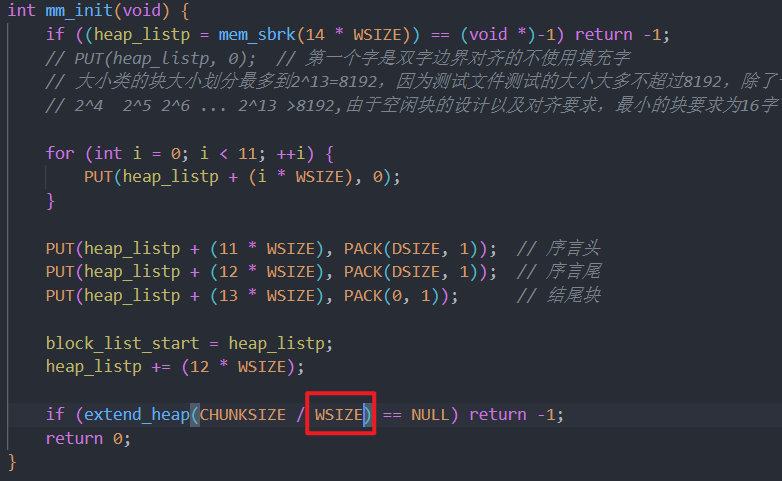 int mm_init(void) {
if ((heap_listp = mem_sbrk(14 * WSIZE)) == (void *)-1) return -1;
// PUT(heap_listp, 0);  // 第一个字是双字边界对齐的不使用填充字
// 大小类的块大小划分最多到2^13=8192，因为测试文件测试的大小大多不超过8192，除了
// 2^4  2^5 2^6 ... 2^13 >8192,由于空闲块的设计以及对齐要求，最小的块要求为16字
for (int i = 0; i < 11; ++i) {
PUT(heap_listp + (i * WSIZE), 0);
}
PUT(heap_listp + (11 * WSIZE), PACK(DSIZE, 1));  // 序言头
PUT(heap_listp + (12 * WSIZE), PACK(DSIZE, 1));  // 序言尾
PUT(heap_listp + (13 * WSIZE), PACK(0, 1));      // 结尾块
block_list_start = heap_listp;
heap_listp += (12 * WSIZE);
if (extend_heap(CHUNKSIZE / WSIZE) == NULL) return -1;
return 0;
}